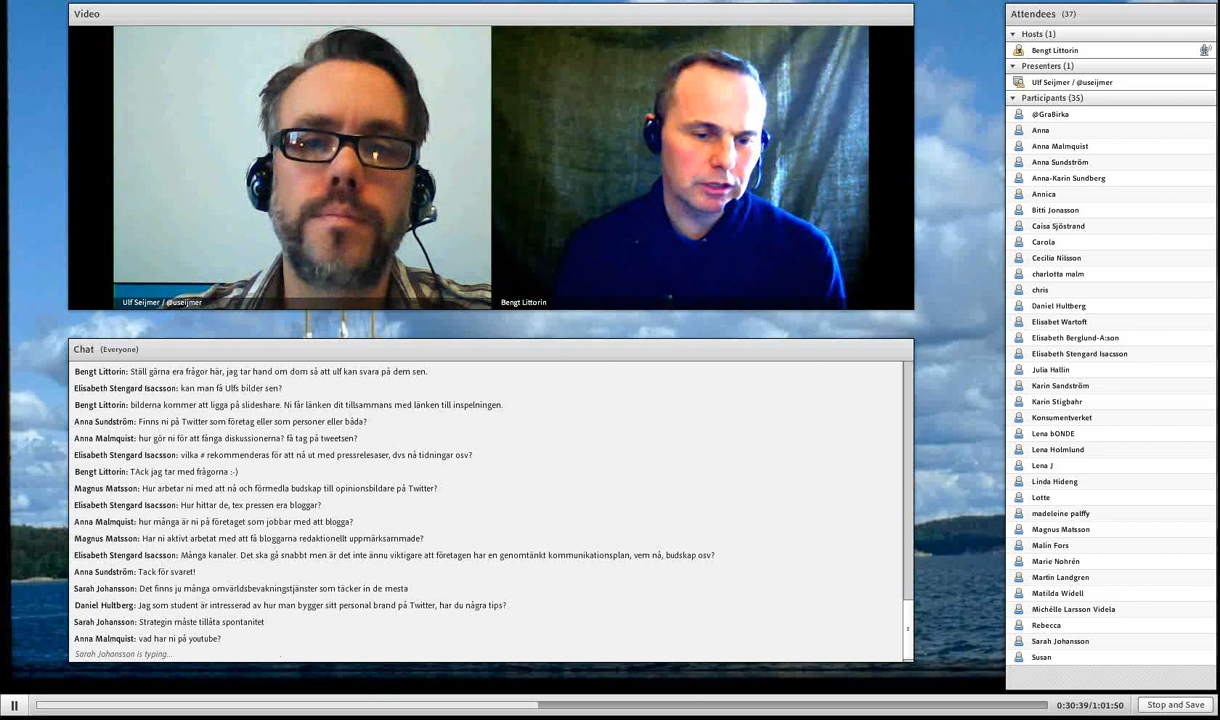 Video
Ulf Seijmer / @useijmer
Bengt Littorin
Chat (Everyone)
Bengt Littorin: Ställ gärna era frågor här, jag tar hand om dom så att ulf kan svara på dem sen.
Elisabeth Stengard Isacsson: kan man få Ulfs bilder sen?
Bengt Littorin: bilderna kommer att ligga på slideshare. Ni får länken dit tillsammans med länken till inspelningen.
Anna Sundström: Finns ni på Twitter som företag eller som personer eller båda?
Anna Malmquist: hur gör ni för att fånga diskussionerna? få tag på tweetsen?
Elisabeth Stengard Isacsson: vilka # rekommenderas för att nå ut med pressrelesaser, dvs nå tidningar osv?
Bengt Littorin: TAck jag tar med frågorna :-)
Magnus Matsson: Hur arbetar ni med att nå och förmedla budskap till opinionsbildare på Twitter?
Elisabeth Stengard Isacsson: Hur hittar de, tex pressen era bloggar?
Anna Malmquist: hur många är ni på företaget som jobbar med att blogga?
Magnus Matsson: Har ni aktivt arbetat med att få bloggarna redaktionellt uppmärksammade?
Elisabeth Stengard Isacsson: Många kanaler. Det ska gå snabbt men är det inte ännu viktigare att företagen har en genomtänkt kommunikationsplan, vem nå, budskap osv?
Anna Sundström: Tack för svaret!
Sarah Johansson: Det finns ju många omvärldsbevakningstjänster som täcker in de mesta
Daniel Hultberg: Jag som student är intresserad av hur man bygger sitt personal brand på Twitter, har du några tips?
Sarah Johansson: Strategin måste tillåta spontanitet
Anna Malmquist: vad har ni på youtube?
Sarah Johansson is typing...
Attendees (37)
Hosts (1)
Bengt Littorin
Presenters (1)
Ulf Seijmer / @useijmer
Participants (35)
@GraBirka
Anna
Anna Malmquist
Anna Sundström
Anna-Karin Sundberg
Annica
Bitti Jonasson
Caisa Sjöstrand
Carola
Cecilia Nilsson
charlotta malm
chris
Daniel Hultberg
Elisabet Wartoft
Elisabeth Berglund-A:son
Elisabeth Stengard Isacsson
Julia Hallin
Karin Sandström
Karin Stigbahr
Konsumentverket
Lena bONDE
Lena Holmlund
Lena J
Linda Hideng
Lotte
madeleine palffy
Magnus Matsson
Malin Fors
Marie Nohrén
Martin Landgren
Matilda Widell
Michélle Larsson Videla
Rebecca
Sarah Johansson
Susan
0:30:39/1:01:50
Stop and Save